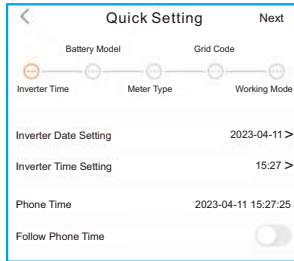 Quick Setting Next
Battery Model Grid Code
Inverter Time Meter Type Working Mode
Inverter Date Setting 2023-04-11 >
Inverter Time Setting 15:27 >
Phone Time 2023-04-11 15:27:25
Follow Phone Time